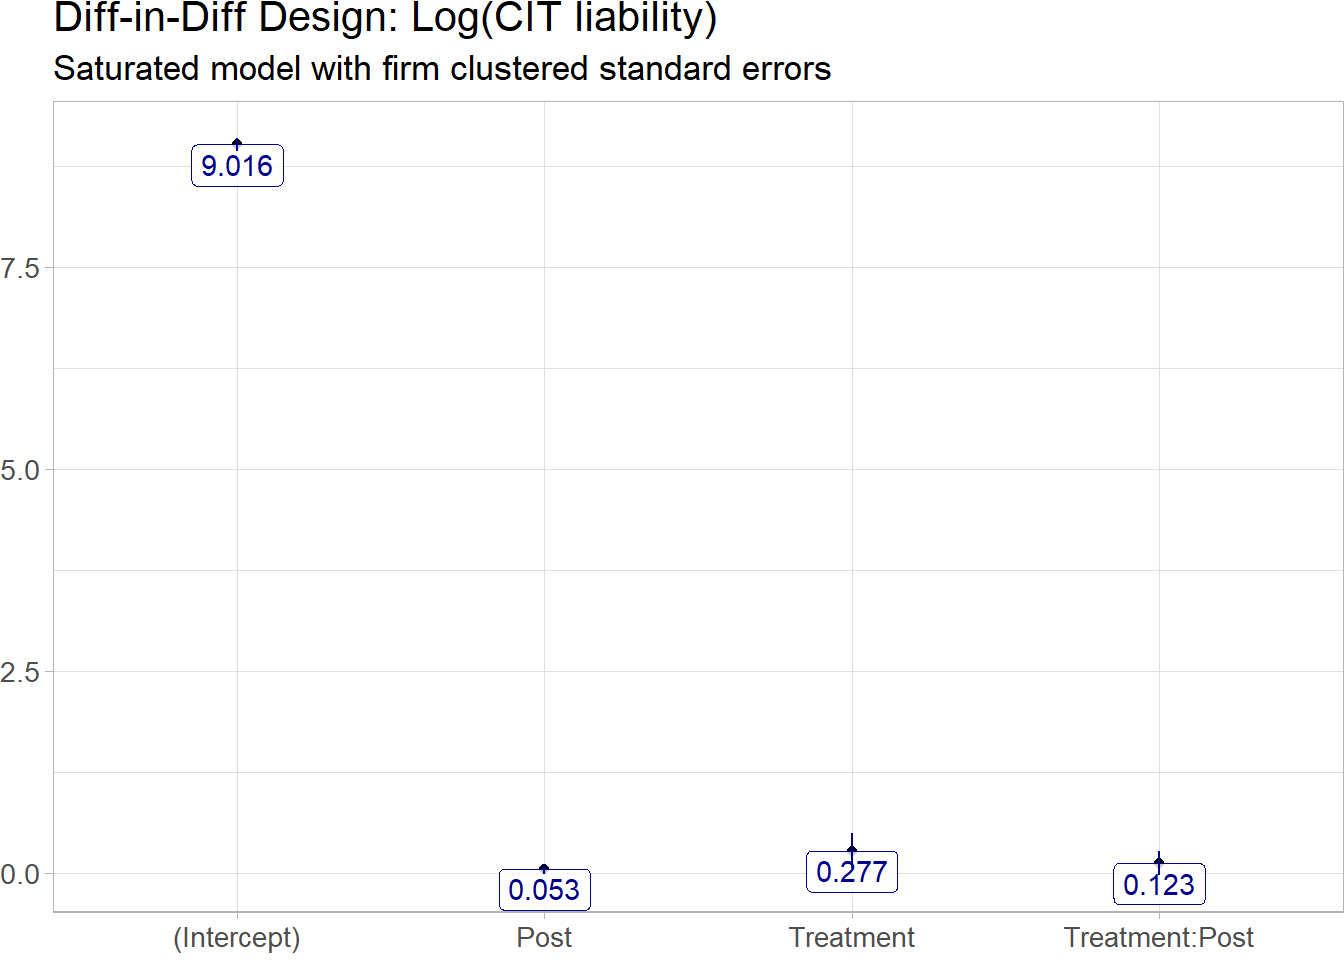 Diff-in-Diff Design: Log(CIT liability)
Saturated model with firm clustered standard errors
9.016
7.5
5.0
2.5
0.0
0.053
0.277
0.123
(Intercept)
Post
Treatment
Treatment:Post